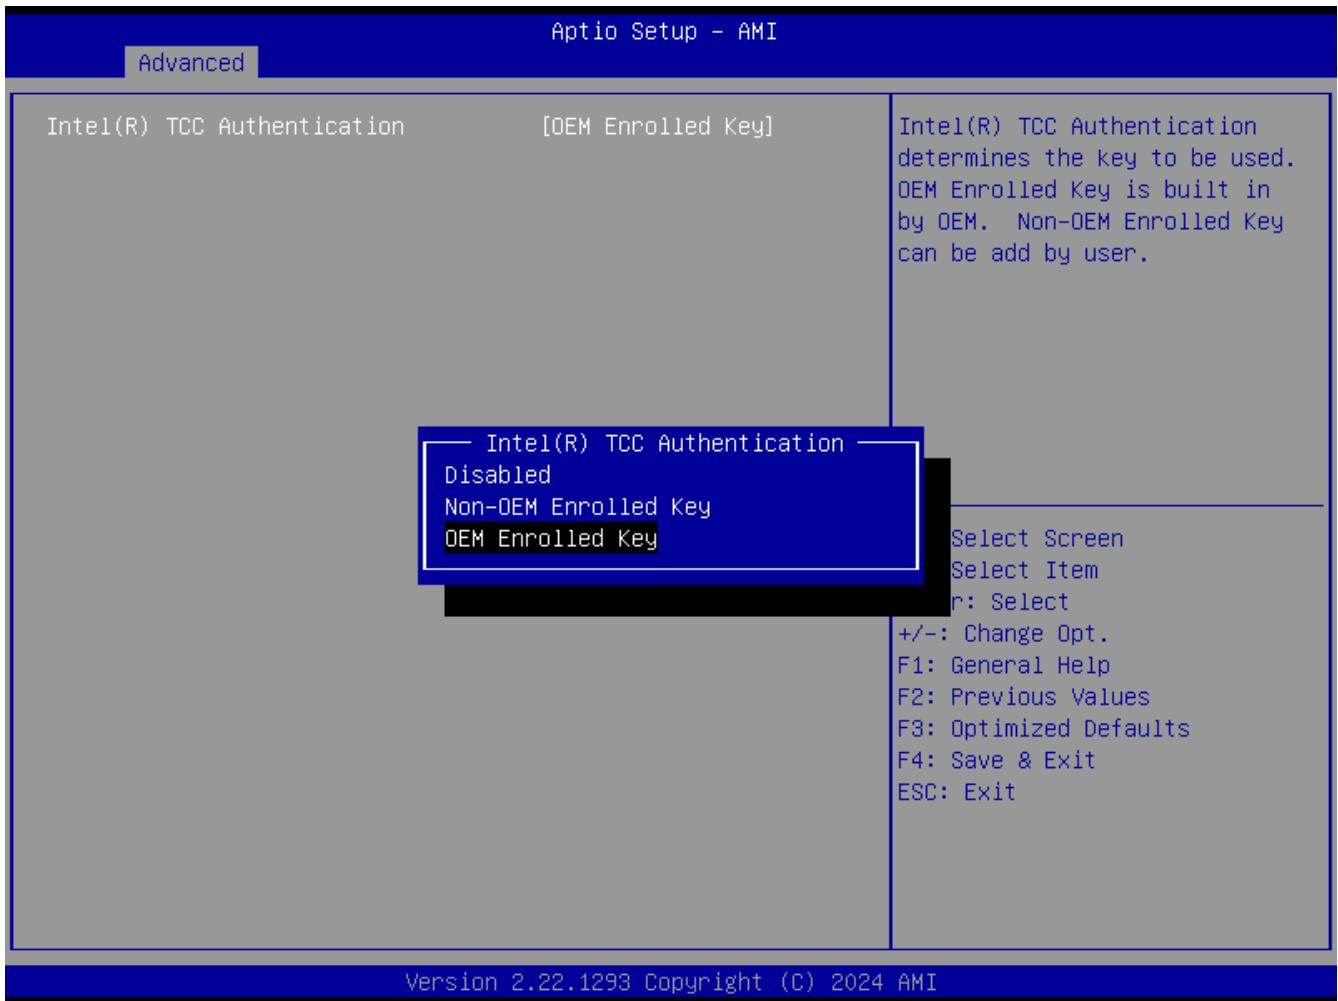 Aptio Setup - AMI
Advanced
Intel(R) TCC Authentication [OEM Enrolled Key]
Intel(R) TCC Authentication
determines the key to be used.
OEM Enrolled Key is built in
by OEM.  Non-OEM Enrolled Key
can be add by user.
Intel(R) TCC Authentication
Disabled
Non-OEM Enrolled Key
OEM Enrolled Key
Select Screen
Select Item
r: Select
+/-: Change Opt.
F1: General Help
F2: Previous Values
F3: Optimized Defaults
F4: Save & Exit
ESC: Exit
Version 2.22.1293 Copyright (C) 2024 AMI